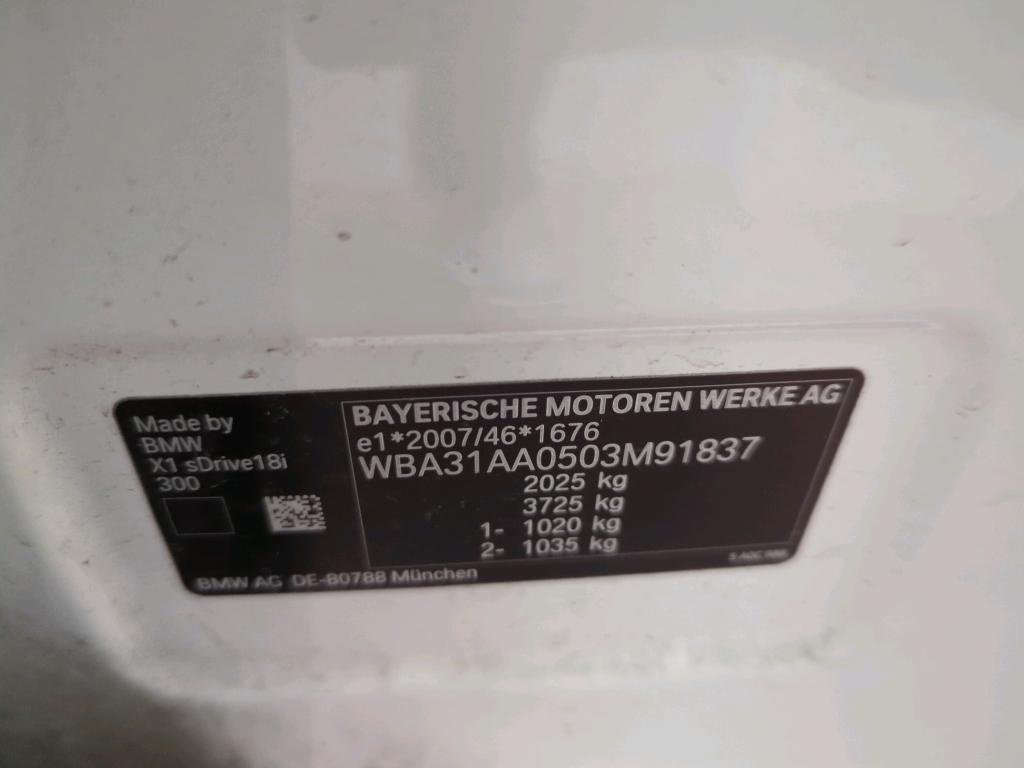 Made by
BMW
X1 sDrive18i
300
BAYERISCHE MOTOREN WERKE AG
e1*2007/46*1676
WBA31AA0503M91837
2025 kg
3725 kg
1- 1020 kg
2- 1035 kg
BMW AG DE-80788 München